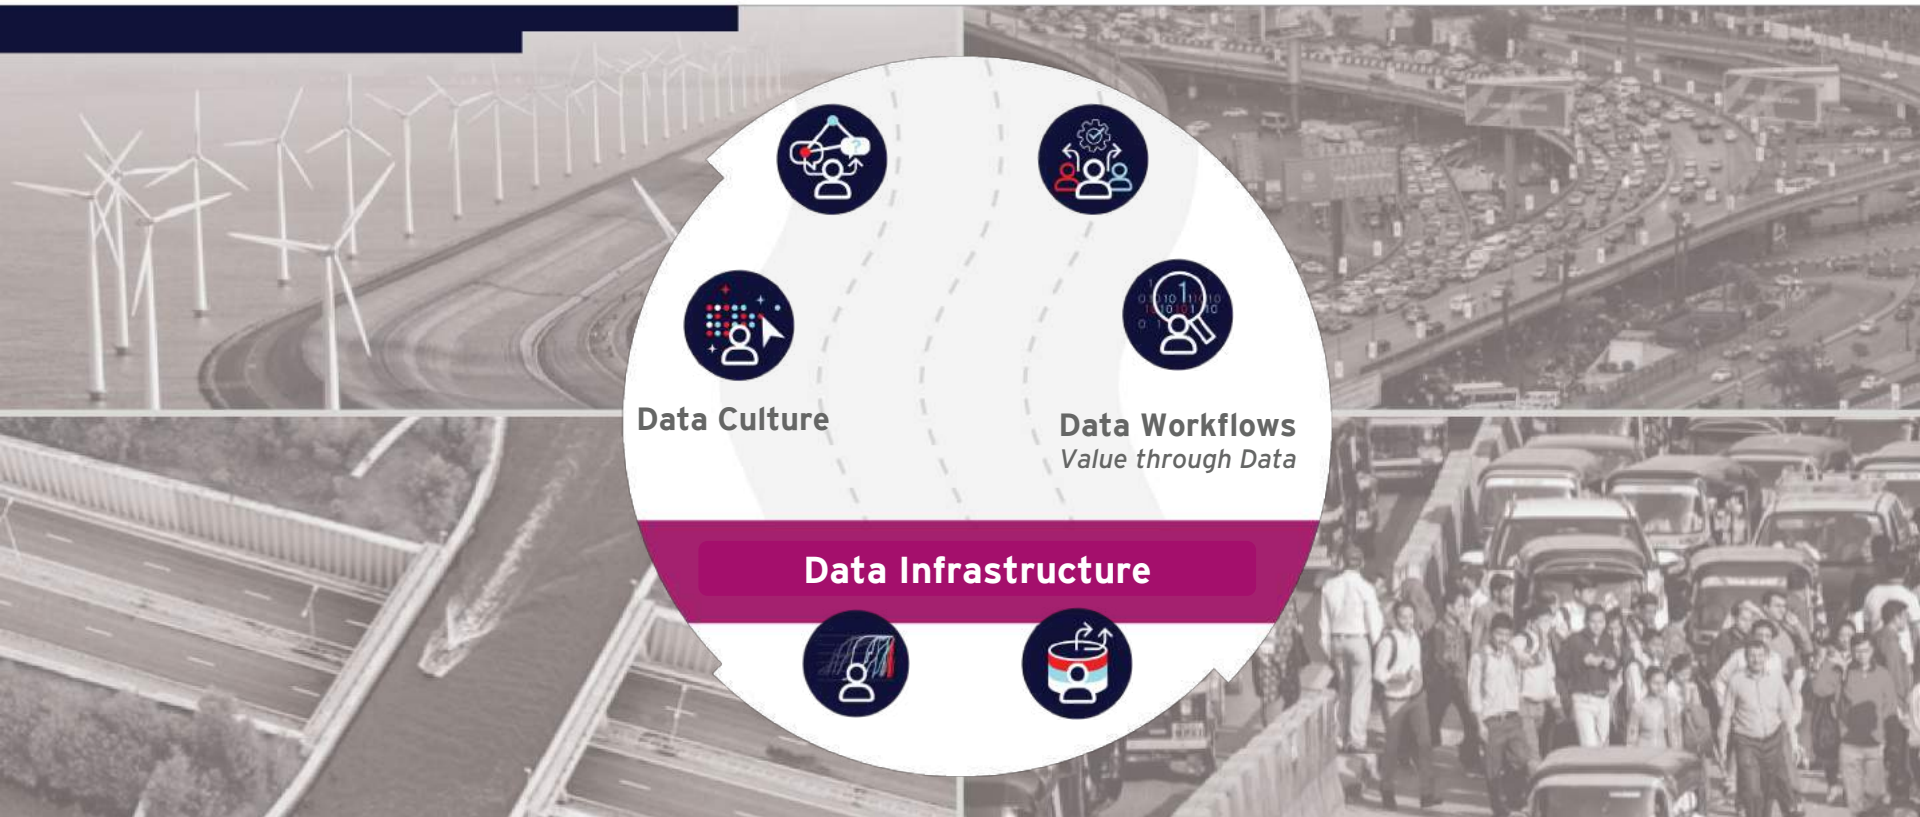 Data Culture
Data Workflows
Value through Data
Data Infrastructure